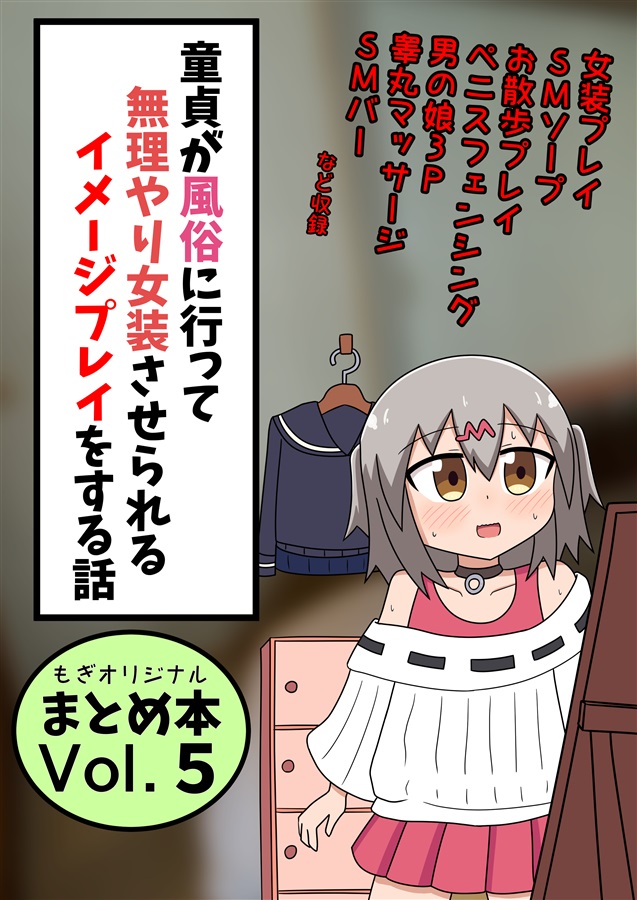 女装プレイ
SMソープ
お散歩プレイ
ペニスフェンシング
男の娘3P
睾丸マッサージ
SMバー
など収録
童貞が風俗に行って
無理やり女装させられる
イメージプレイをする話
もぎオリジナル
まとめ本
Vol.5